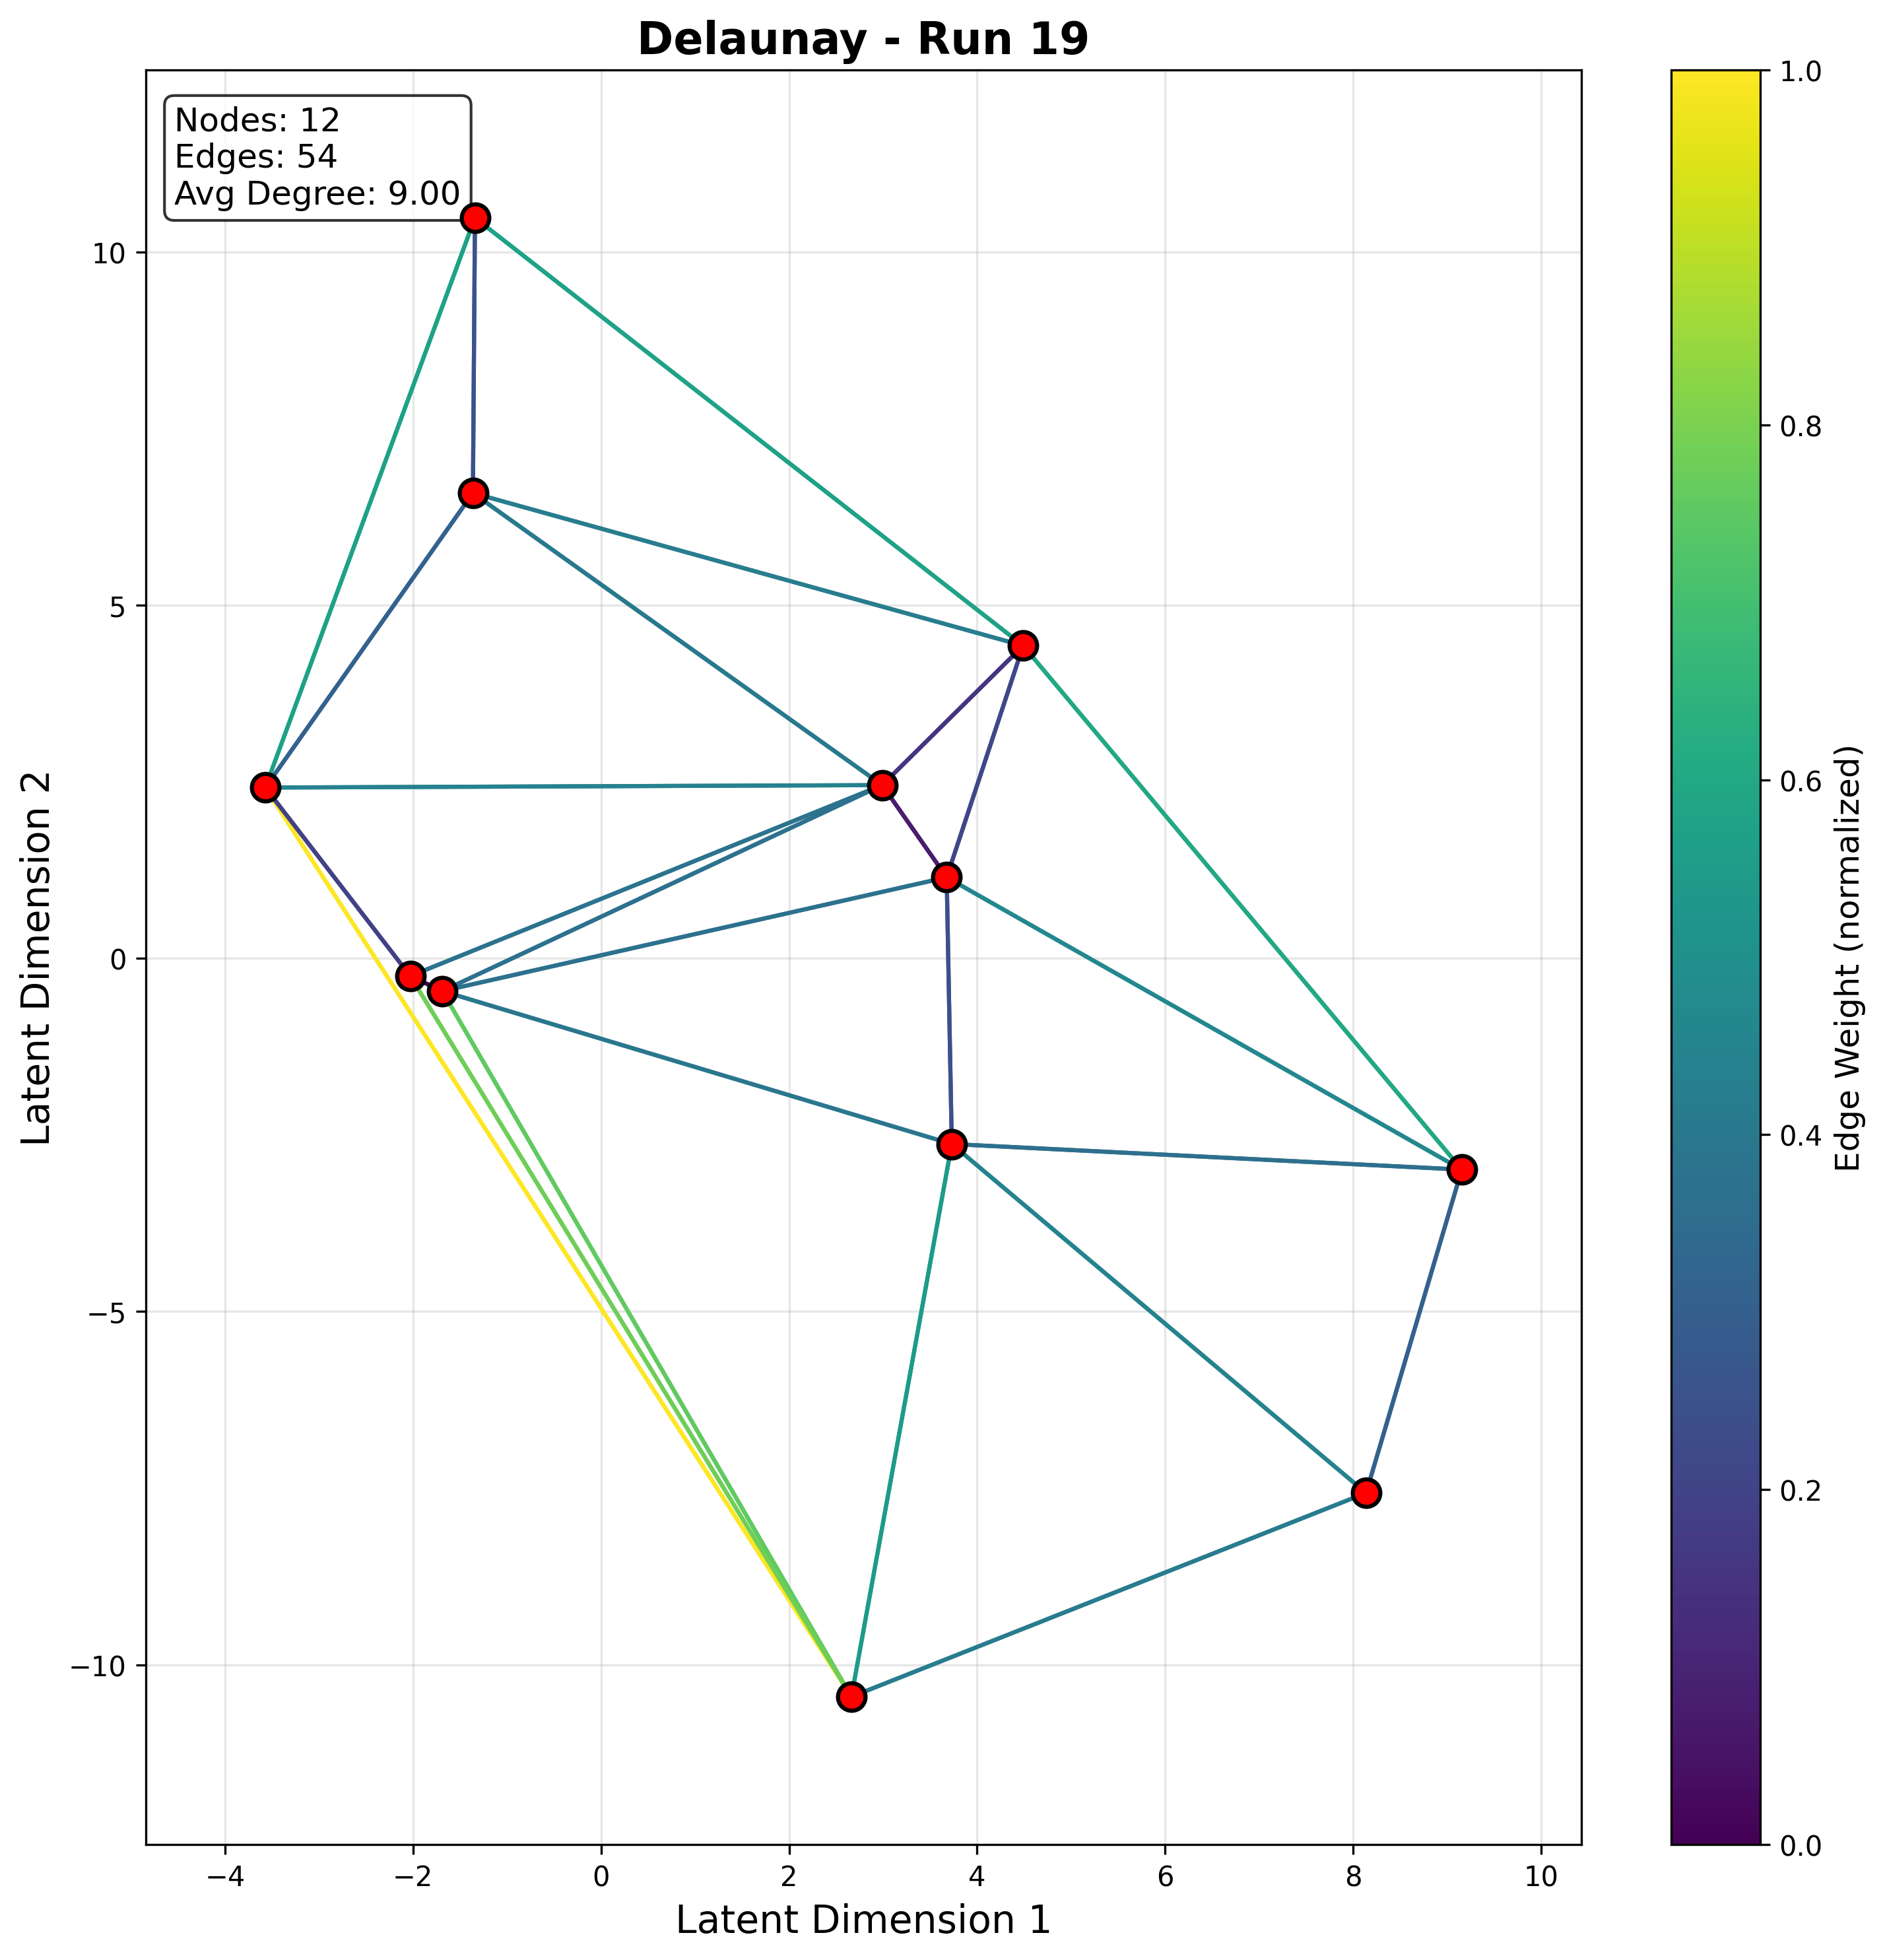 Delaunay - Run 19
Nodes: 12
Edges: 54
Avg Degree: 9.00
10
5
0
−5
−10
Latent Dimension 2
−4
−2
0
2
4
6
8
10
Latent Dimension 1
1.0
0.8
0.6
0.4
0.2
0.0
Edge Weight (normalized)